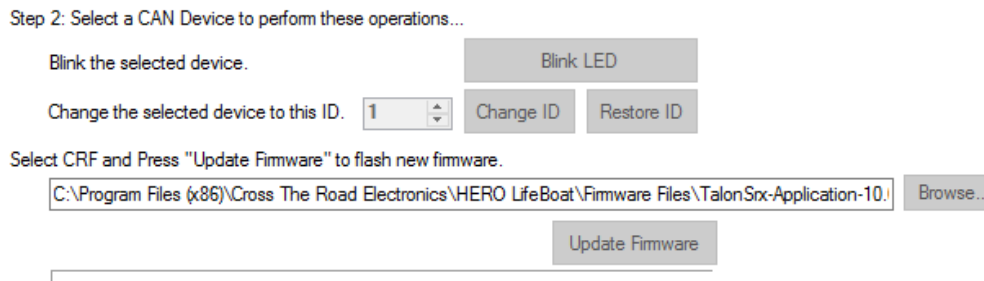 Step 2: Select a CAN Device to pefrom these operations...
Blink the selected device. Blink LED
Change the selected device to this ID. 1 Change ID Restore ID
Select CRF and Press "Update Firmware" to flash new firmware.
C:\Program Files (x86)\Cross The Road Electronics\HERO LifeBoat\Firmware Files\TalonSrx-Application-10. Browse..
Update Firmware